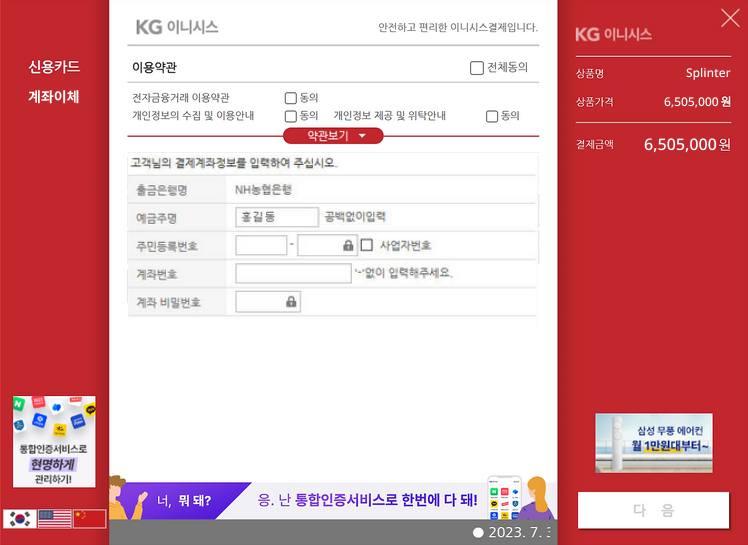 신용카드
계좌이체
통합인증서비스로
현명하게
관리하기!
KG 이니시스
안전하고 편리한 이니시스결제입니다.
이용약관
전체동의
전자금융거래 이용약관 동의
개인정보의 수집 및 이용안내 동의 개인정보 제공 및 위탁안내 동의
약관보기
고객님의 결제계좌정보를 입력하여 주십시오.
출금은행명 NH농협은행
예금주명 홍길동 공백없이입력
주민등록번호 - 사업자번호
계좌번호 '-'없이 입력해주세요.
계좌 비밀번호
너, 뭐 돼? 응. 난 통합인증서비스로 한번에 다 돼!
2023. 7.
KG 이니시스
상품명 Splinter
상품가격 6,505,000 원
결제금액 6,505,000 원
삼성 무풍 에어컨
월 1만원대부터~
다 음